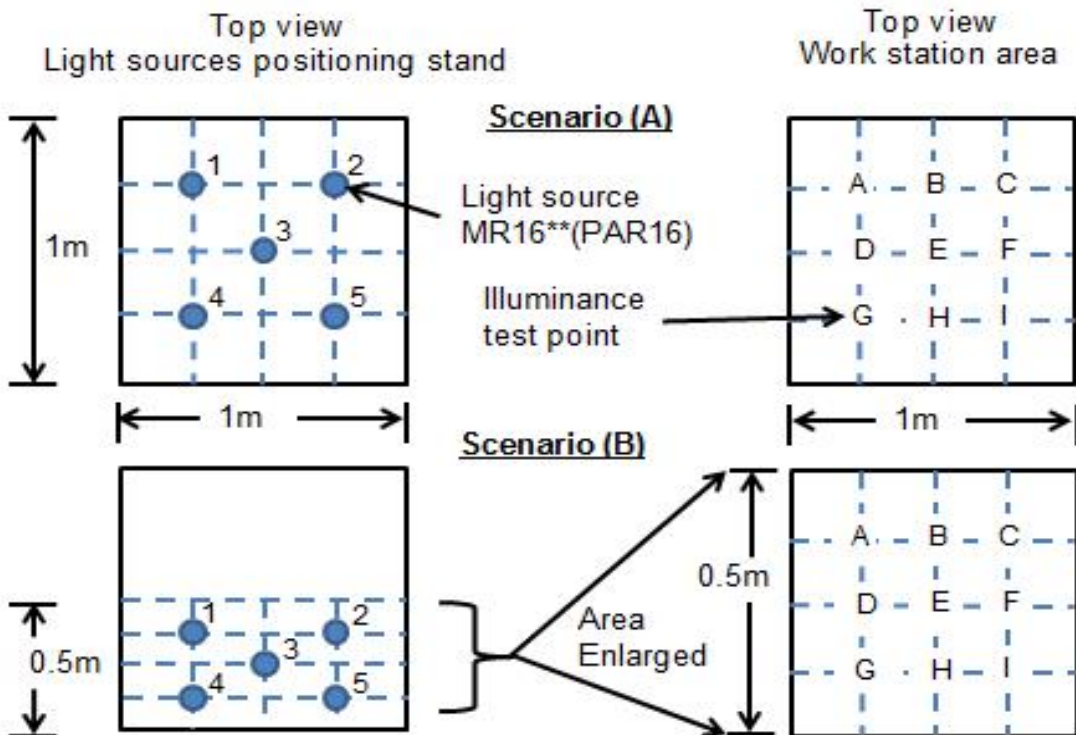 Top view
Light sources positioning stand
Top view
Work station area
Scenario (A)
1
2
3
4
5
1m
1m
Light source
MR16**(PAR16)
Illuminance
test point
A B C
D E F
G H I
1m
Scenario (B)
1
2
3
4
5
0.5m
Area
Enlarged
0.5m
A B C
D E F
G H I